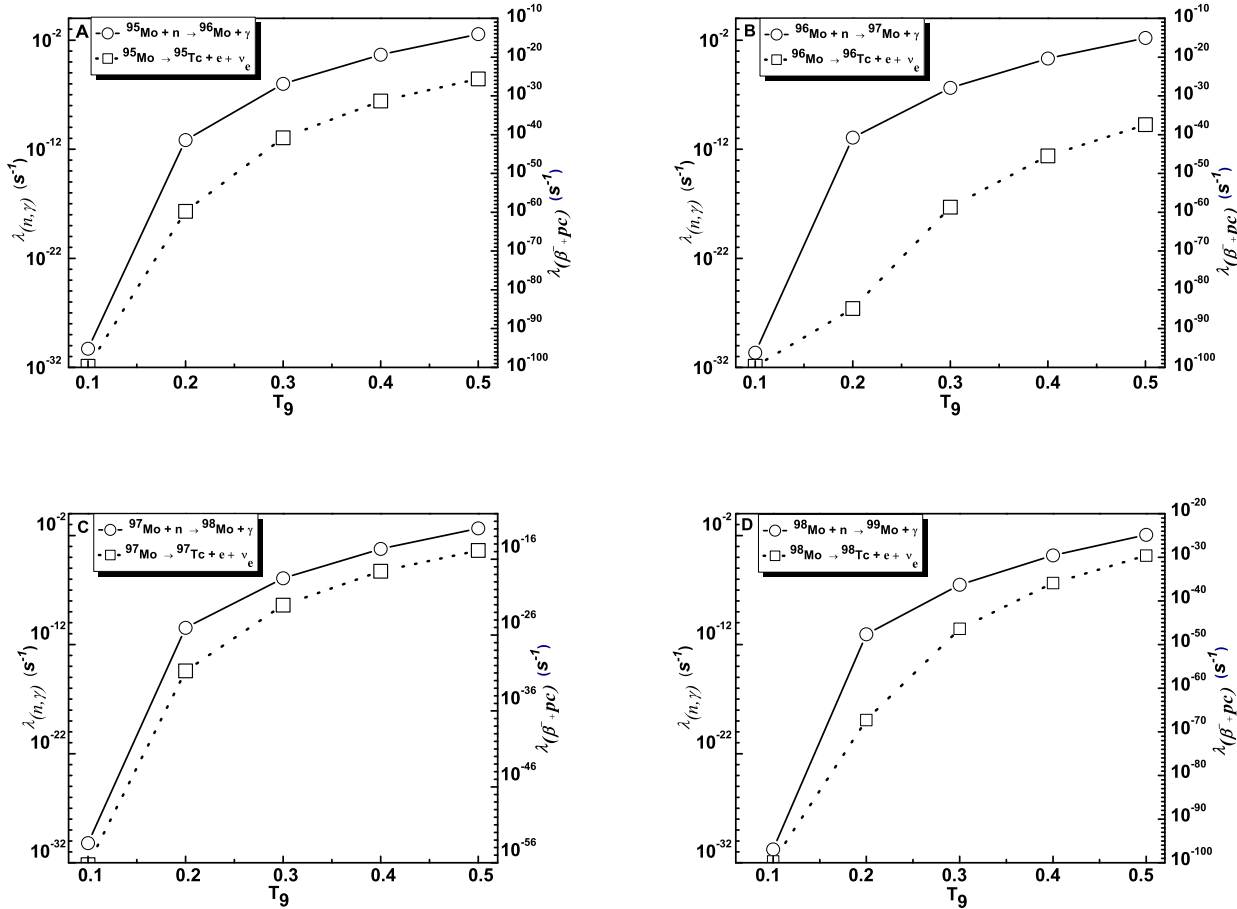 A
⁹⁵Mo + n → ⁹⁶Mo + γ
⁹⁵Mo → ⁹⁵Tc + e + νₑ
10⁻²
10⁻¹²
10⁻²²
10⁻³²
λ(n,γ) (s⁻¹)
10⁻¹⁰
10⁻²⁰
10⁻³⁰
10⁻⁴⁰
10⁻⁵⁰
10⁻⁶⁰
10⁻⁷⁰
10⁻⁸⁰
10⁻⁹⁰
10⁻¹⁰⁰
λ(β⁻+pc) (s⁻¹)
0.1 0.2 0.3 0.4 0.5
T₉
B
⁹⁶Mo + n → ⁹⁷Mo + γ
⁹⁶Mo → ⁹⁶Tc + e + νₑ
10⁻²
10⁻¹²
10⁻²²
10⁻³²
λ(n,γ) (s⁻¹)
10⁻¹⁰
10⁻²⁰
10⁻³⁰
10⁻⁴⁰
10⁻⁵⁰
10⁻⁶⁰
10⁻⁷⁰
10⁻⁸⁰
10⁻⁹⁰
10⁻¹⁰⁰
λ(β⁻+pc) (s⁻¹)
0.1 0.2 0.3 0.4 0.5
T₉
C
⁹⁷Mo + n → ⁹⁸Mo + γ
⁹⁷Mo → ⁹⁷Tc + e + νₑ
10⁻²
10⁻¹²
10⁻²²
10⁻³²
λ(n,γ) (s⁻¹)
10⁻¹⁶
10⁻²⁶
10⁻³⁶
10⁻⁴⁶
10⁻⁵⁶
λ(β⁻+pc) (s⁻¹)
0.1 0.2 0.3 0.4 0.5
T₉
D
⁹⁸Mo + n → ⁹⁹Mo + γ
⁹⁸Mo → ⁹⁸Tc + e + νₑ
10⁻²
10⁻¹²
10⁻²²
10⁻³²
λ(n,γ) (s⁻¹)
10⁻²⁰
10⁻³⁰
10⁻⁴⁰
10⁻⁵⁰
10⁻⁶⁰
10⁻⁷⁰
10⁻⁸⁰
10⁻⁹⁰
10⁻¹⁰⁰
λ(β⁻+pc) (s⁻¹)
0.1 0.2 0.3 0.4 0.5
T₉